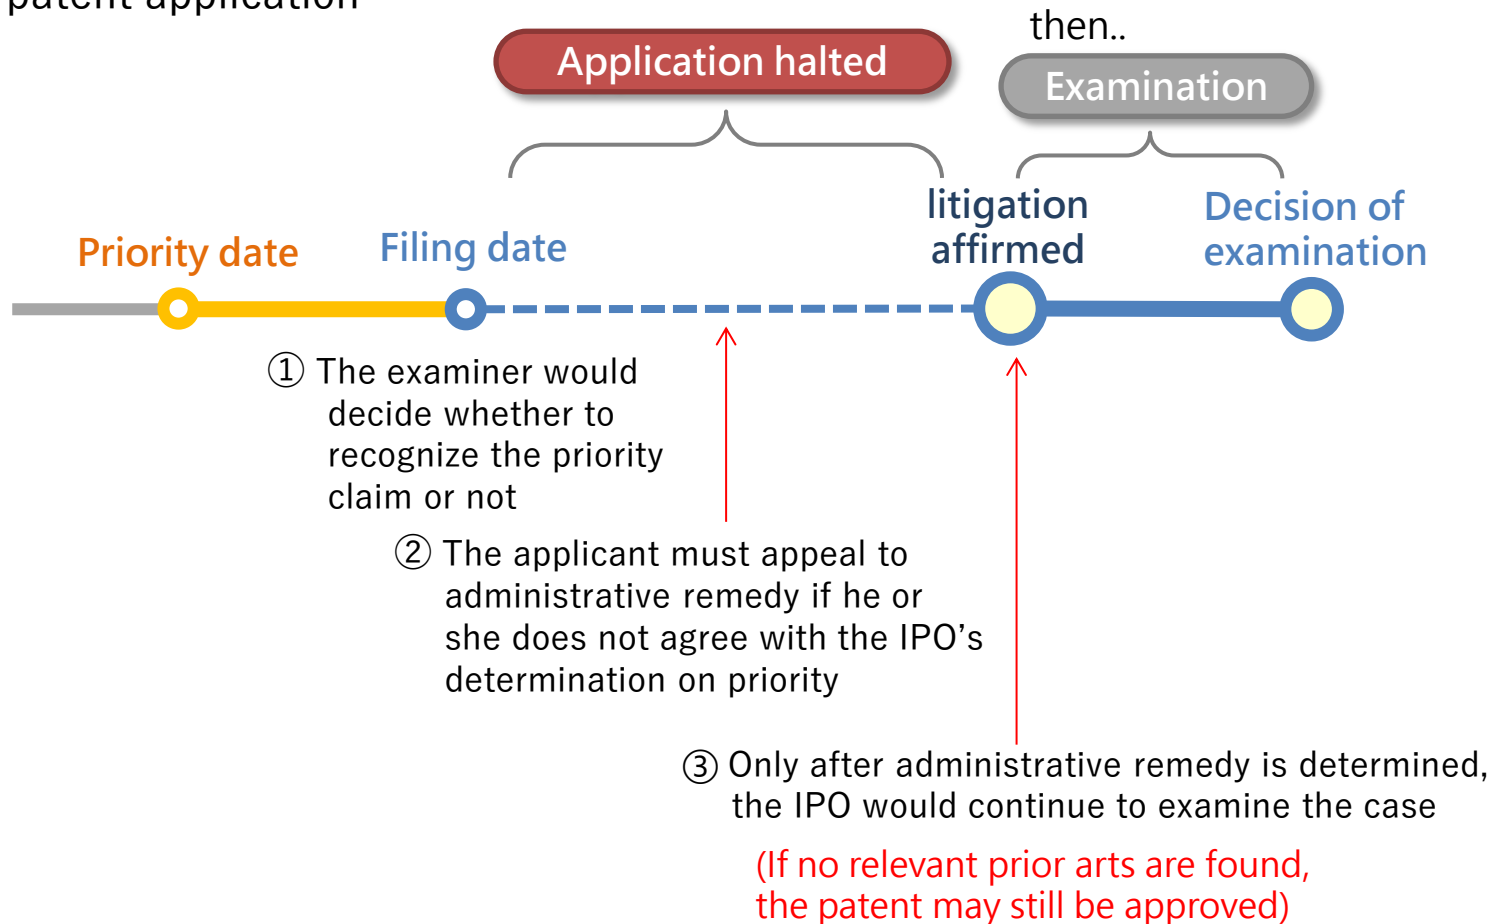 patent application
then..
Application halted
Examination
litigation
affirmed
Decision of
examination
Priority date
Filing date
① The examiner would
decide whether to
recognize the priority
claim or not
② The applicant must appeal to
administrative remedy if he or
she does not agree with the IPO’s
determination on priority
③ Only after administrative remedy is determined,
the IPO would continue to examine the case
(If no relevant prior arts are found,
the patent may still be approved)